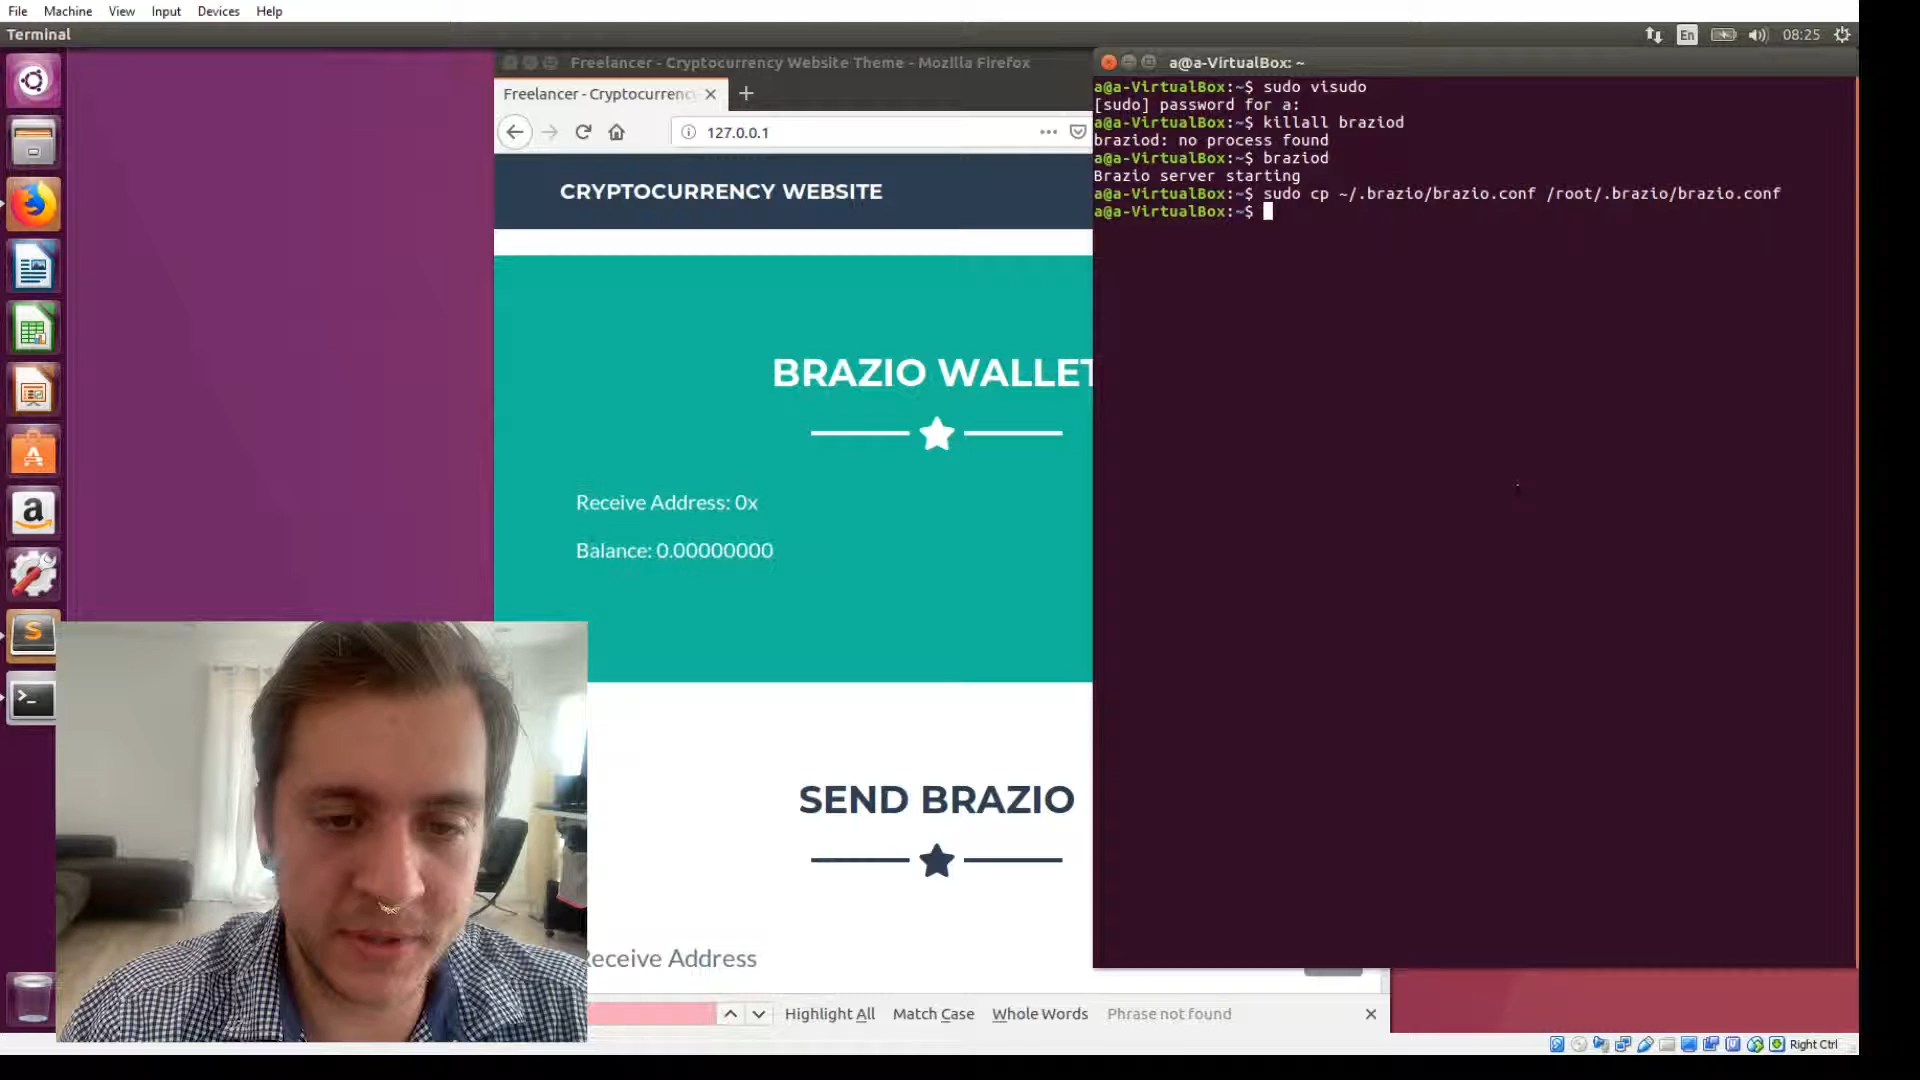 File Machine View Input Devices Help
Terminal
En
08:25
Freelancer - Cryptocurrency Website Theme - Mozilla Firefox
Freelancer - Cryptocurrenc
127.0.0.1
CRYPTOCURRENCY WEBSITE
BRAZIO WALLET
Receive Address: 0x
Balance: 0.00000000
SEND BRAZIO
eceive Address
Highlight All Match Case Whole Words Phrase not found
a@a-VirtualBox: ~
a@a-VirtualBox:~$ sudo visudo
[sudo] password for a:
a@a-VirtualBox:~$ killall braziod
braziod: no process found
a@a-VirtualBox:~$ braziod
Brazio server starting
a@a-VirtualBox:~$ sudo cp ~/.brazio/brazio.conf /root/.brazio/brazio.conf
a@a-VirtualBox:~$
Right Ctrl